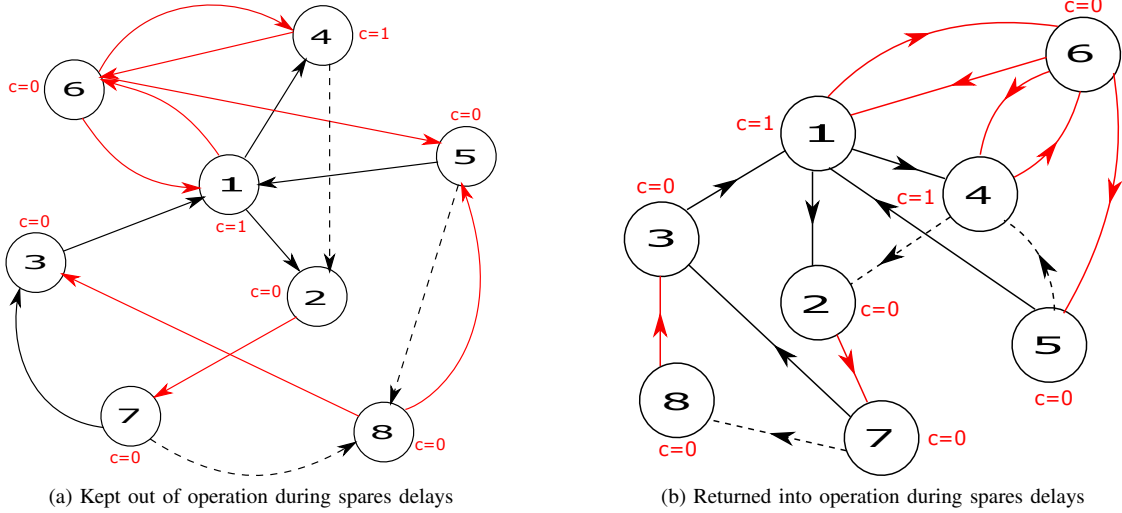 4
c=1
c=0
6
c=0
5
1
c=1
c=0
3
c=0
2
7
c=0
8
c=0
(a) Kept out of operation during spares delays
c=0
6
c=1
1
c=0
4
c=1
3
2
c=0
5
c=0
8
c=0
7
c=0
(b) Returned into operation during spares delays